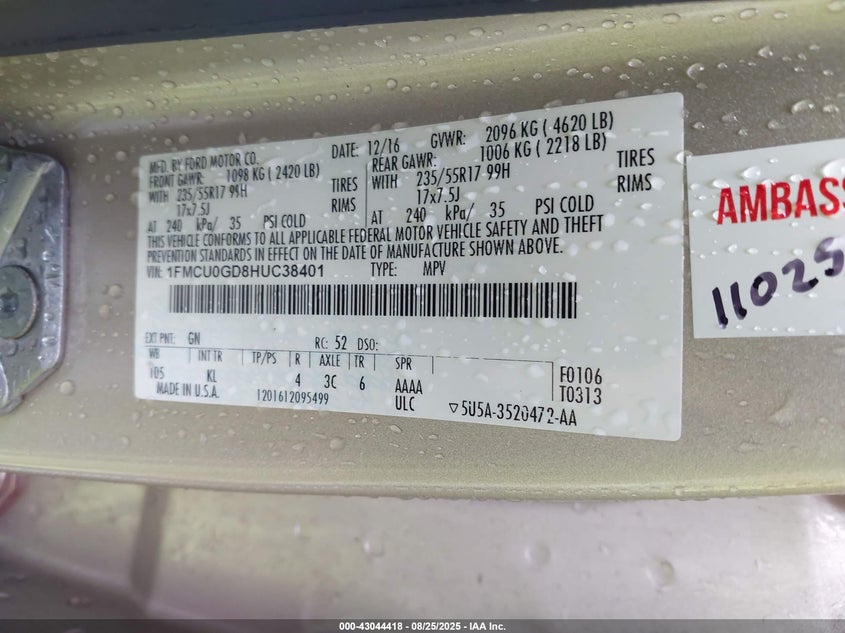 MFD. BY FORD MOTOR CO.
DATE: 12/16
GVWR: 2096 KG ( 4620 LB)
FRONT GAWR: 1098 KG ( 2420 LB)
REAR GAWR: 1006 KG ( 2218 LB)
WITH 235/55R17 99H TIRES
WITH 235/55R17 99H TIRES
17x7.5J RIMS
17x7.5J RIMS
AT 240 kPa/ 35 PSI COLD
AT 240 kPa/ 35 PSI COLD
THIS VEHICLE CONFORMS TO ALL APPLICABLE FEDERAL MOTOR VEHICLE SAFETY AND THEFT
PREVENTION STANDARDS IN EFFECT ON THE DATE OF MANUFACTURE SHOWN ABOVE.
VIN: 1FMCU0GD8HUC38401 TYPE: MPV
EXT PNT: GN RC: 52 DSO:
WB INT TR TP/PS R AXLE TR SPR
105 KL 4 3C 6 AAAA F0106
MADE IN U.S.A. 1201612095499 ULC T0313
▽5U5A-3520472-AA
AMBASS
11025
000-43044418 - 08/25/2025 - IAA Inc.